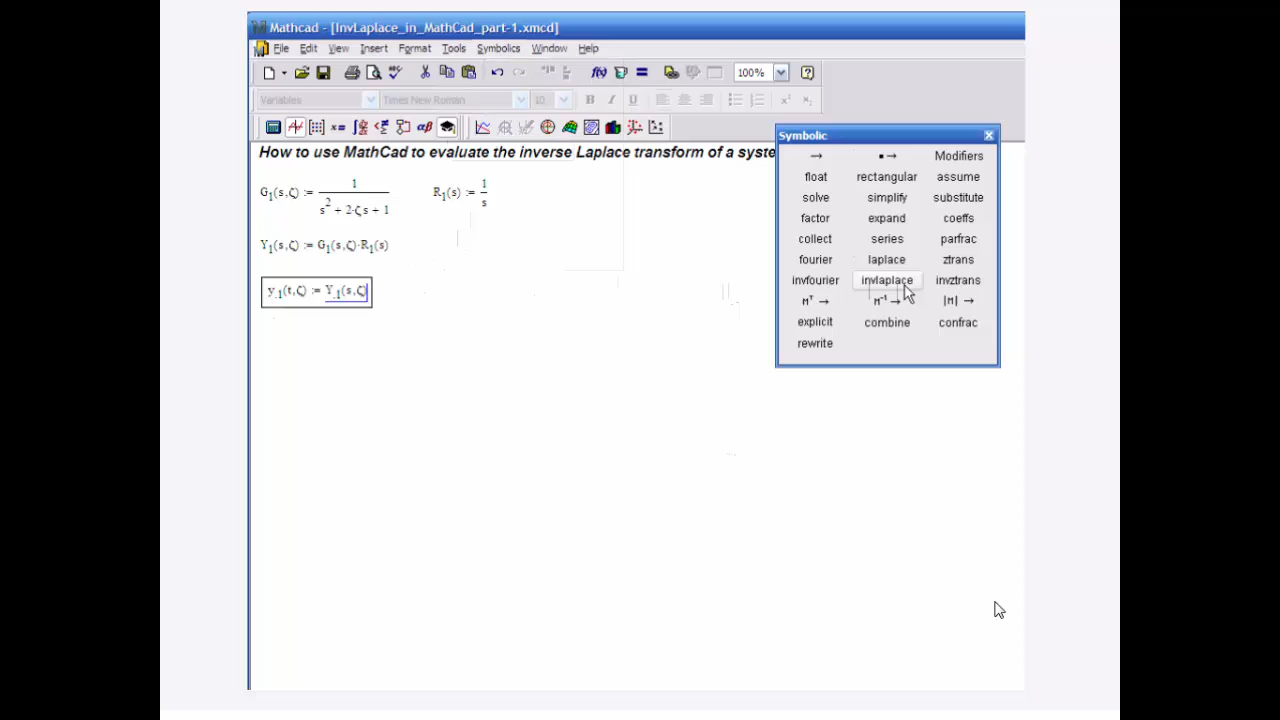 Mathcad - [InvLaplace_in_MathCad_part-1.xmcd]
File Edit View Insert Format Tools Symbolics Window Help
100%
Variables Times New Roman 10 B I U
How to use MathCad to evaluate the inverse Laplace transform of a syste
G1(s,ζ) := 1 / (s^2 + 2·ζ·s + 1) R1(s) := 1/s
Y1(s,ζ) := G1(s,ζ)·R1(s)
y.1(t,ζ) := Y.1(s,ζ)
Symbolic
→ ▪→ Modifiers
float rectangular assume
solve simplify substitute
factor expand coeffs
collect series parfrac
fourier laplace ztrans
invfourier invlaplace invztrans
M^T → M^-1 → |M| →
explicit combine confrac
rewrite